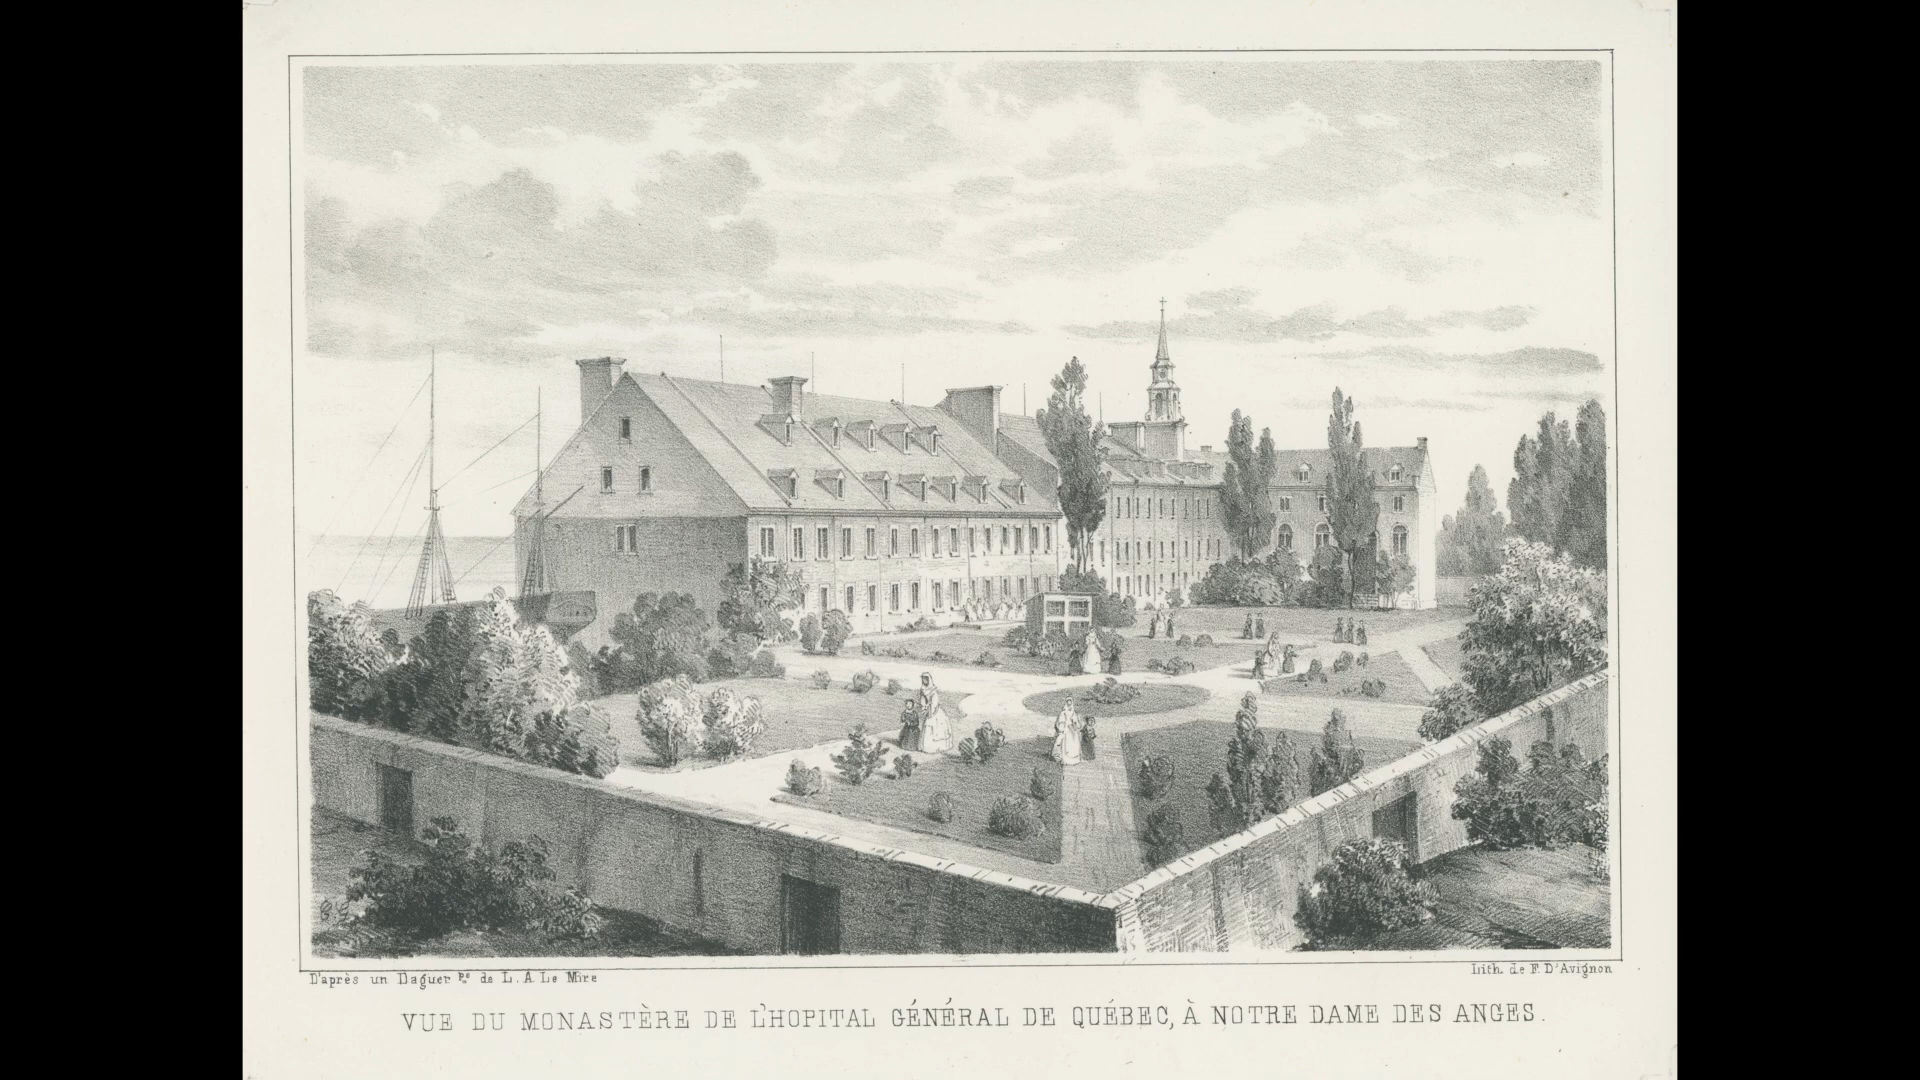 D'après un Daguer.pe de L. A. Le Mire
Lith. de F. D'Avignon
VUE DU MONASTÈRE DE L'HOPITAL GÉNÉRAL DE QUÉBEC, À NOTRE DAME DES ANGES.